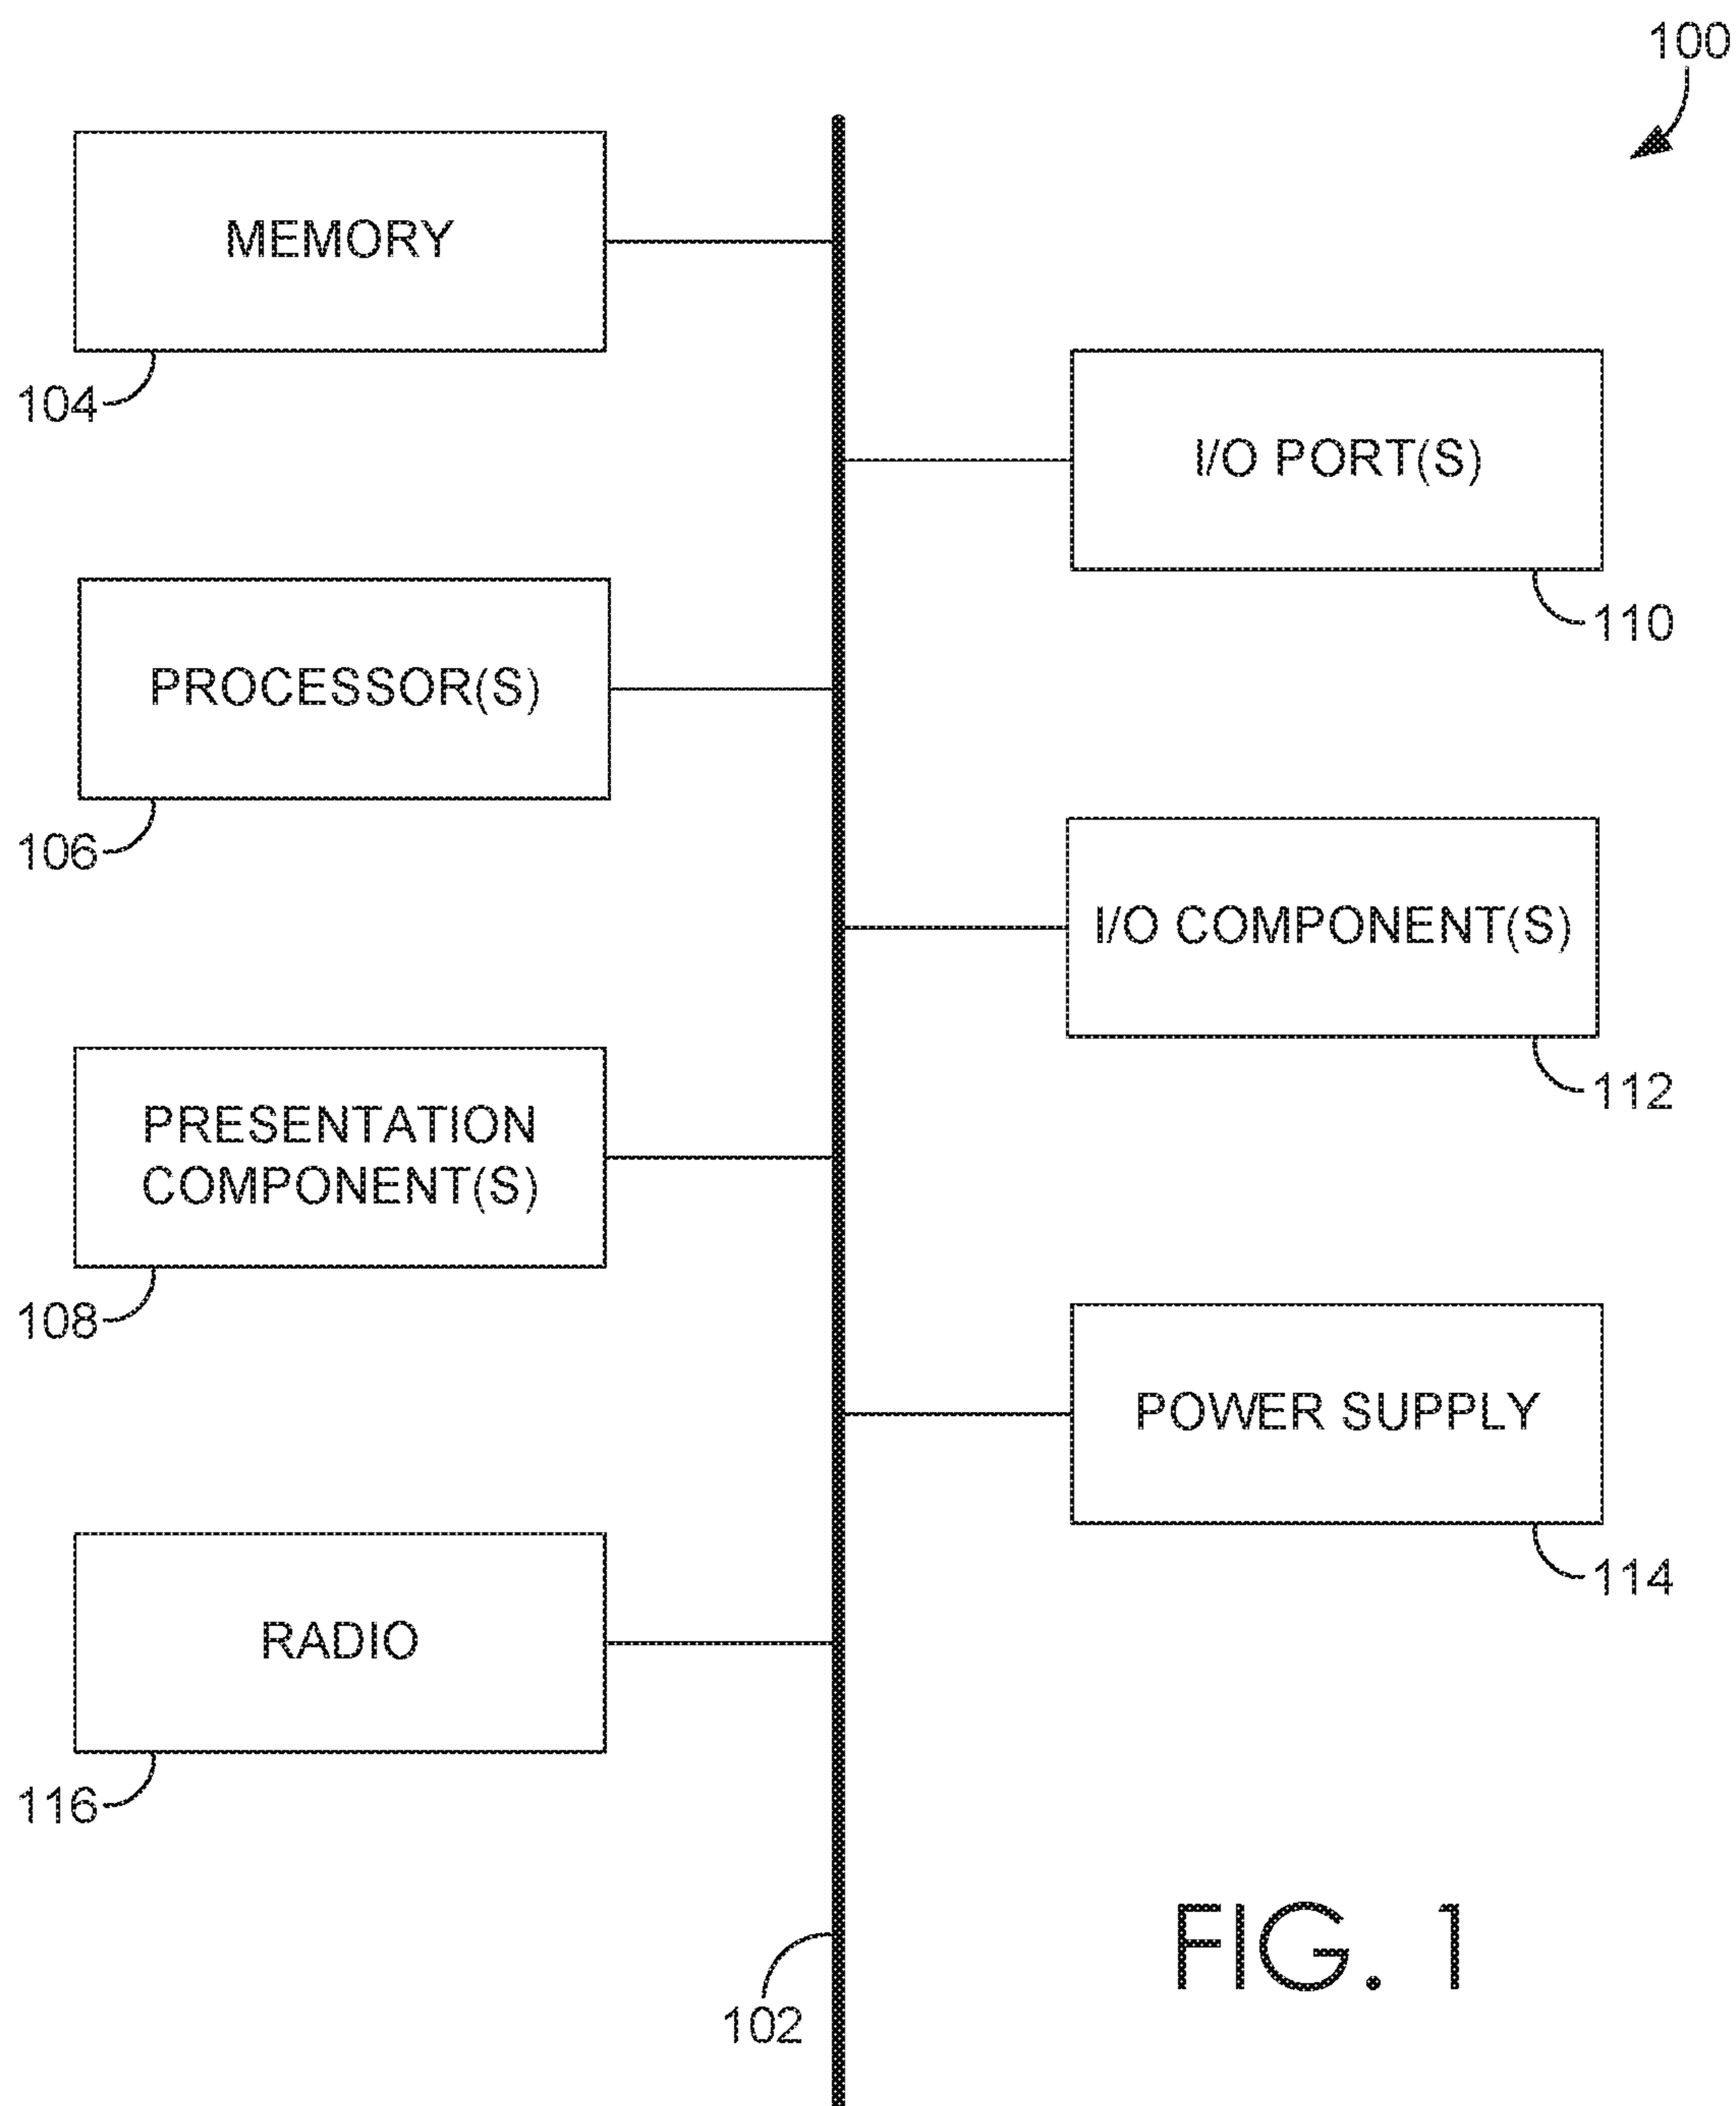 100
MEMORY
104
I/O PORT(S)
110
PROCESSOR(S)
106
I/O COMPONENT(S)
112
PRESENTATION
COMPONENT(S)
108
POWER SUPPLY
114
RADIO
116
102
FIG. 1